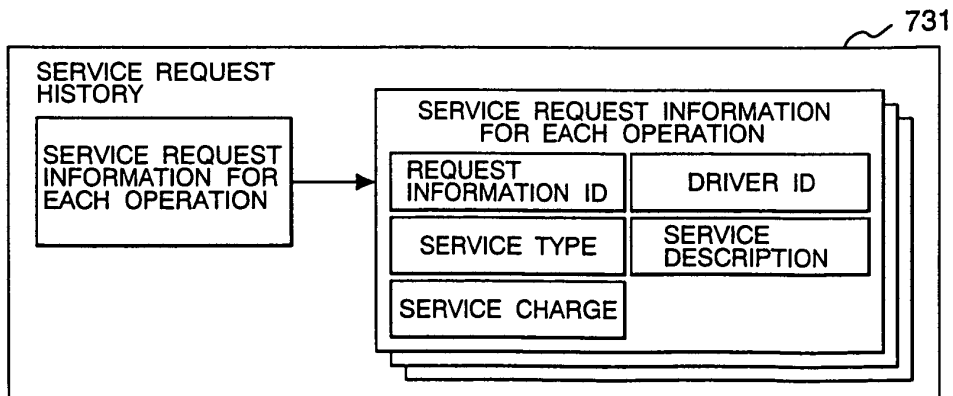 731
SERVICE REQUEST
HISTORY
SERVICE REQUEST
INFORMATION FOR
EACH OPERATION
SERVICE REQUEST INFORMATION
FOR EACH OPERATION
REQUEST
INFORMATION ID
DRIVER ID
SERVICE TYPE
SERVICE
DESCRIPTION
SERVICE CHARGE